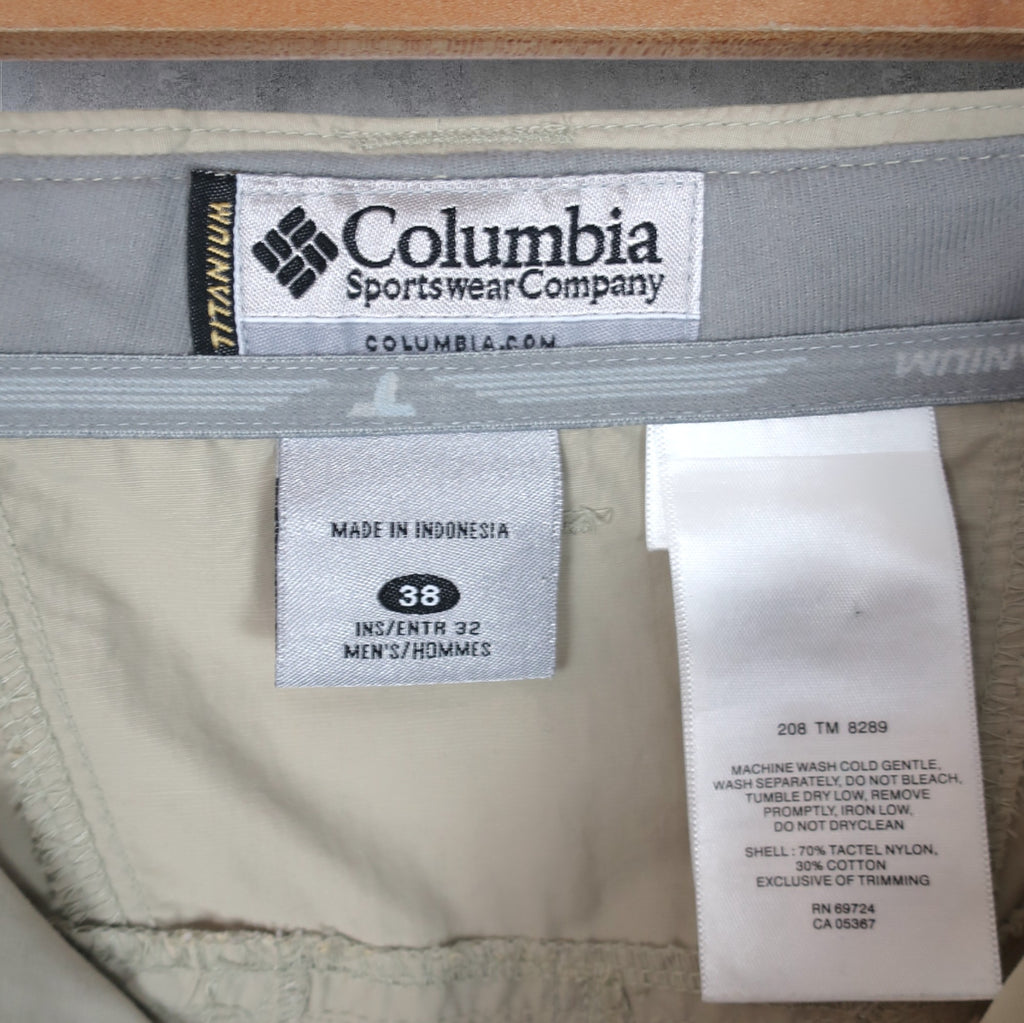 TITANIUM
Columbia
Sportswear Company
COLUMBIA.COM
MADE IN INDONESIA
38
INS/ENTR 32
MEN'S/HOMMES
208 TM 8289
MACHINE WASH COLD GENTLE,
WASH SEPARATELY, DO NOT BLEACH,
TUMBLE DRY LOW, REMOVE
PROMPTLY, IRON LOW,
DO NOT DRYCLEAN
SHELL : 70% TACTEL NYLON,
30% COTTON
EXCLUSIVE OF TRIMMING
RN 69724
CA 05367